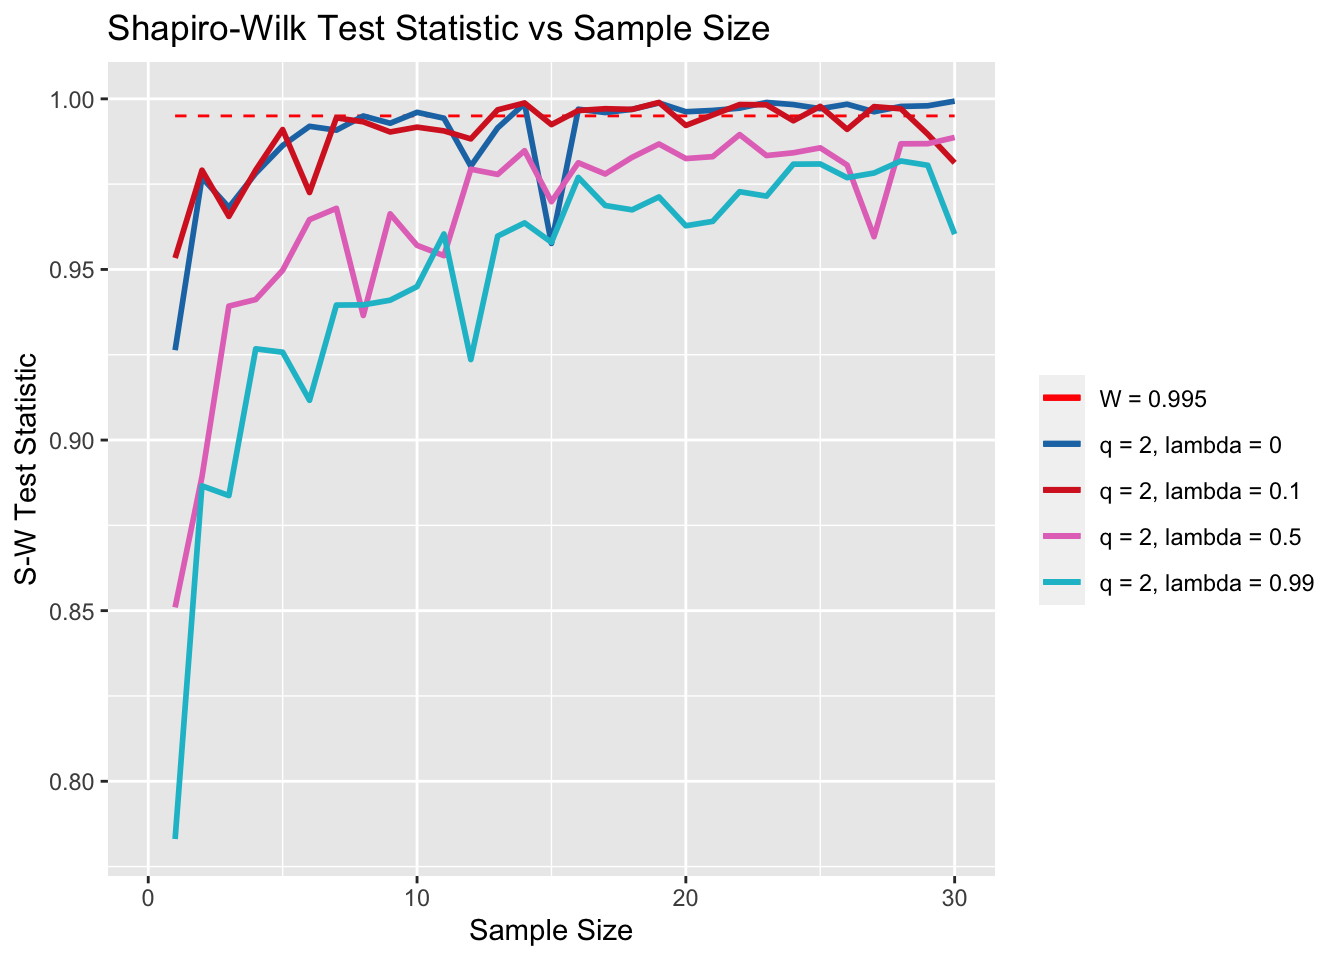 Shapiro-Wilk Test Statistic vs Sample Size
S-W Test Statistic
1.00
0.95
0.90
0.85
0.80
0
10
20
30
Sample Size
W = 0.995
q = 2, lambda = 0
q = 2, lambda = 0.1
q = 2, lambda = 0.5
q = 2, lambda = 0.99